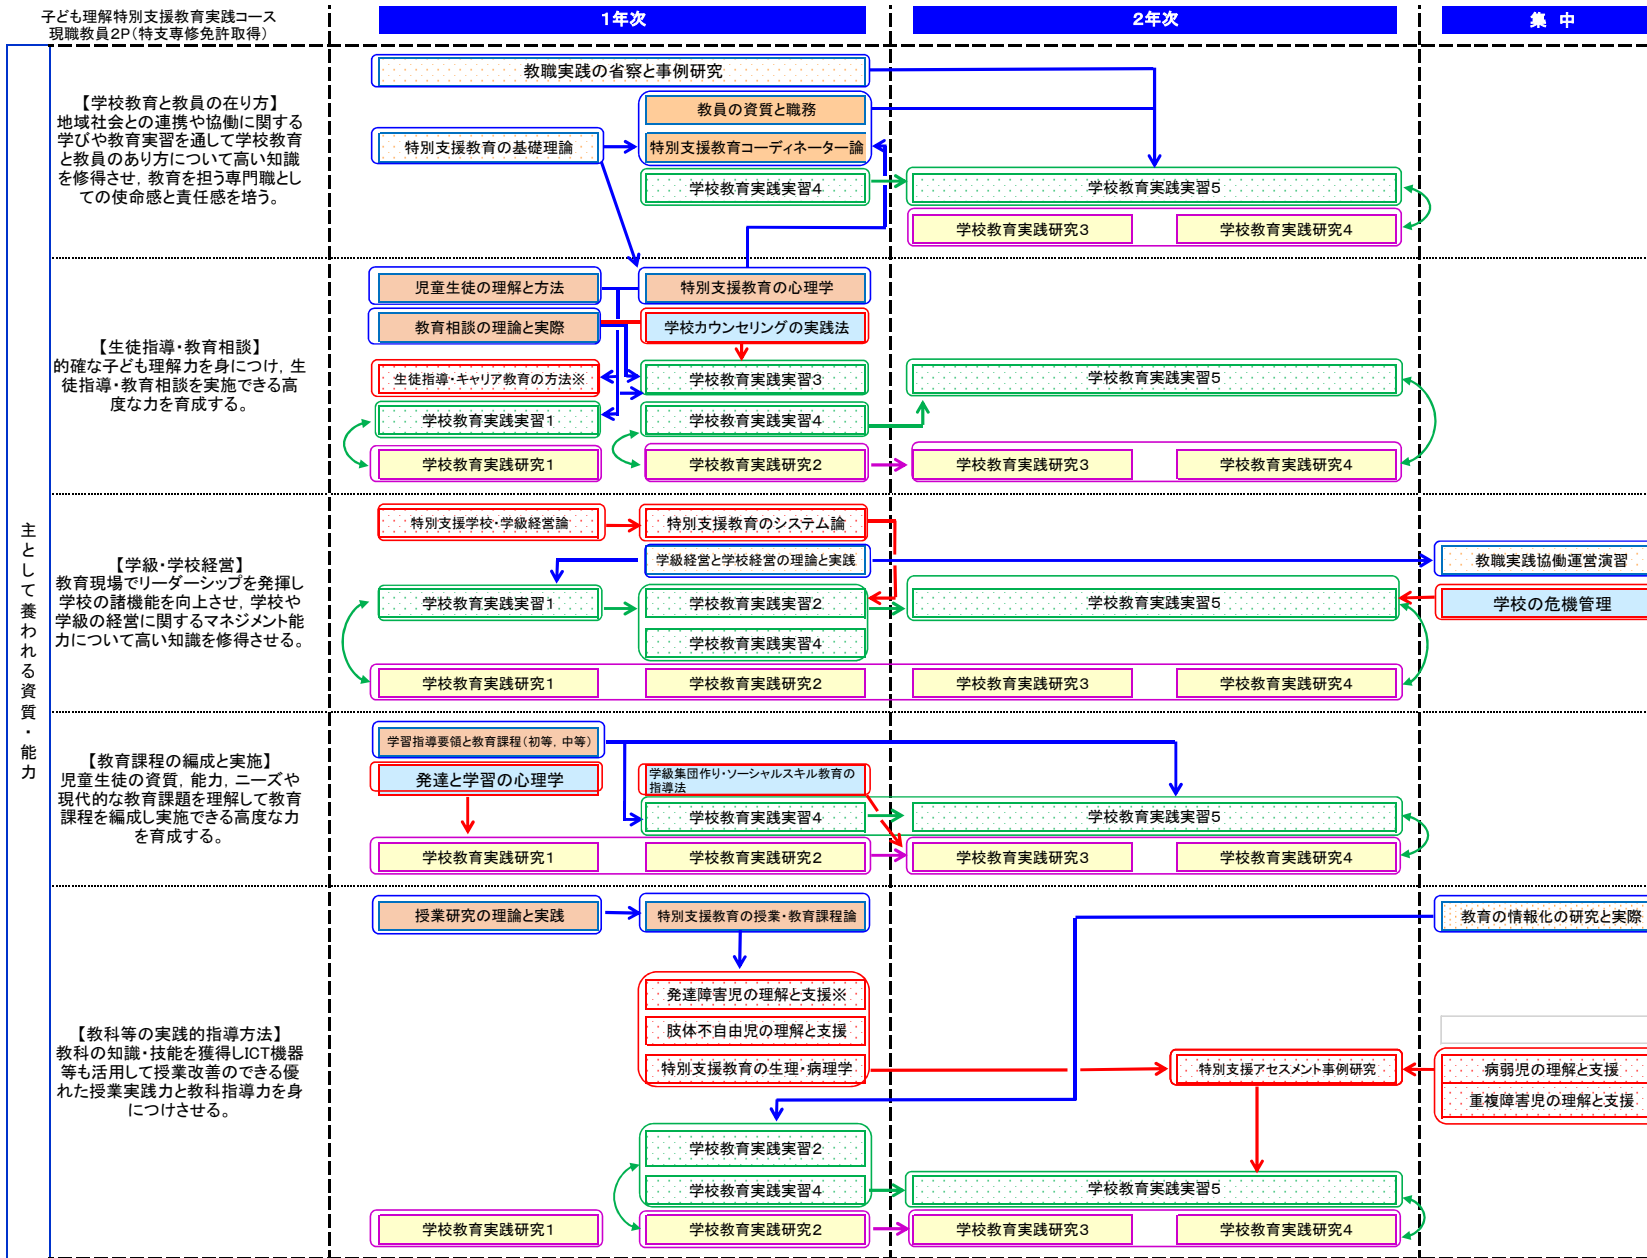 子ども理解特別支援教育実践コース
現職教員2P(特支専修免許取得)
1年次
2年次
集 中
主として養われる資質・能力
【学校教育と教員の在り方】
地域社会との連携や協働に関する
学びや教育実習を通して学校教育
と教員のあり方について高い知識
を修得させ，教育を担う専門職とし
ての使命感と責任感を培う。
教職実践の省察と事例研究
教員の資質と職務
特別支援教育の基礎理論
特別支援教育コーディネーター論
学校教育実践実習4
学校教育実践実習5
学校教育実践研究3
学校教育実践研究4
【生徒指導・教育相談】
的確な子ども理解力を身につけ，生
徒指導・教育相談を実施できる高
度な力を育成する。
児童生徒の理解と方法
特別支援教育の心理学
教育相談の理論と実際
学校カウンセリングの実践法
生徒指導・キャリア教育の方法※
学校教育実践実習3
学校教育実践実習5
学校教育実践実習1
学校教育実践実習4
学校教育実践研究1
学校教育実践研究2
学校教育実践研究3
学校教育実践研究4
【学級・学校経営】
教育現場でリーダーシップを発揮し
学校の諸機能を向上させ，学校や
学級の経営に関するマネジメント能
力について高い知識を修得させる。
特別支援学校・学級経営論
特別支援教育のシステム論
学級経営と学校経営の理論と実践
教職実践協働運営演習
学校教育実践実習1
学校教育実践実習2
学校教育実践実習5
学校の危機管理
学校教育実践実習4
学校教育実践研究1
学校教育実践研究2
学校教育実践研究3
学校教育実践研究4
【教育課程の編成と実施】
児童生徒の資質，能力，ニーズや
現代的な教育課題を理解して教育
課程を編成し実施できる高度な力
を育成する。
学習指導要領と教育課程(初等，中等)
発達と学習の心理学
学級集団作り・ソーシャルスキル教育の
指導法
学校教育実践実習4
学校教育実践実習5
学校教育実践研究1
学校教育実践研究2
学校教育実践研究3
学校教育実践研究4
【教科等の実践的指導方法】
教科の知識・技能を獲得しICT機器
等も活用して授業改善のできる優
れた授業実践力と教科指導力を身
につけさせる。
授業研究の理論と実践
特別支援教育の授業・教育課程論
教育の情報化の研究と実際
発達障害児の理解と支援※
肢体不自由児の理解と支援
特別支援教育の生理・病理学
特別支援アセスメント事例研究
病弱児の理解と支援
重複障害児の理解と支援
学校教育実践実習2
学校教育実践実習4
学校教育実践実習5
学校教育実践研究1
学校教育実践研究2
学校教育実践研究3
学校教育実践研究4